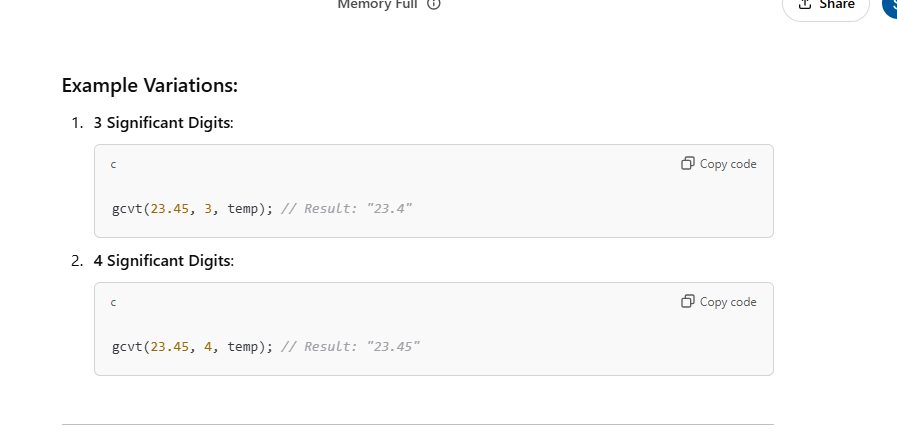 Memory Full
Share
Example Variations:
1. 3 Significant Digits:
c
Copy code
gcvt(23.45, 3, temp); // Result: "23.4"
2. 4 Significant Digits:
c
Copy code
gcvt(23.45, 4, temp); // Result: "23.45"